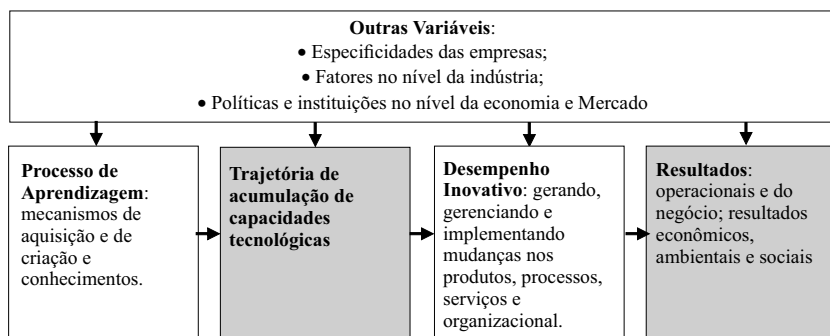 Outras Variáveis:
• Especificidades das empresas;
• Fatores no nível da indústria;
• Políticas e instituições no nível da economia e Mercado
Processo de
Aprendizagem:
mecanismos de
aquisição e de
criação e
conhecimentos.
Trajetória de
acumulação de
capacidades
tecnológicas
Desempenho
Inovativo: gerando,
gerenciando e
implementando
mudanças nos
produtos, processos,
serviços e
organizacional.
Resultados:
operacionais e do
negócio; resultados
econômicos,
ambientais e sociais